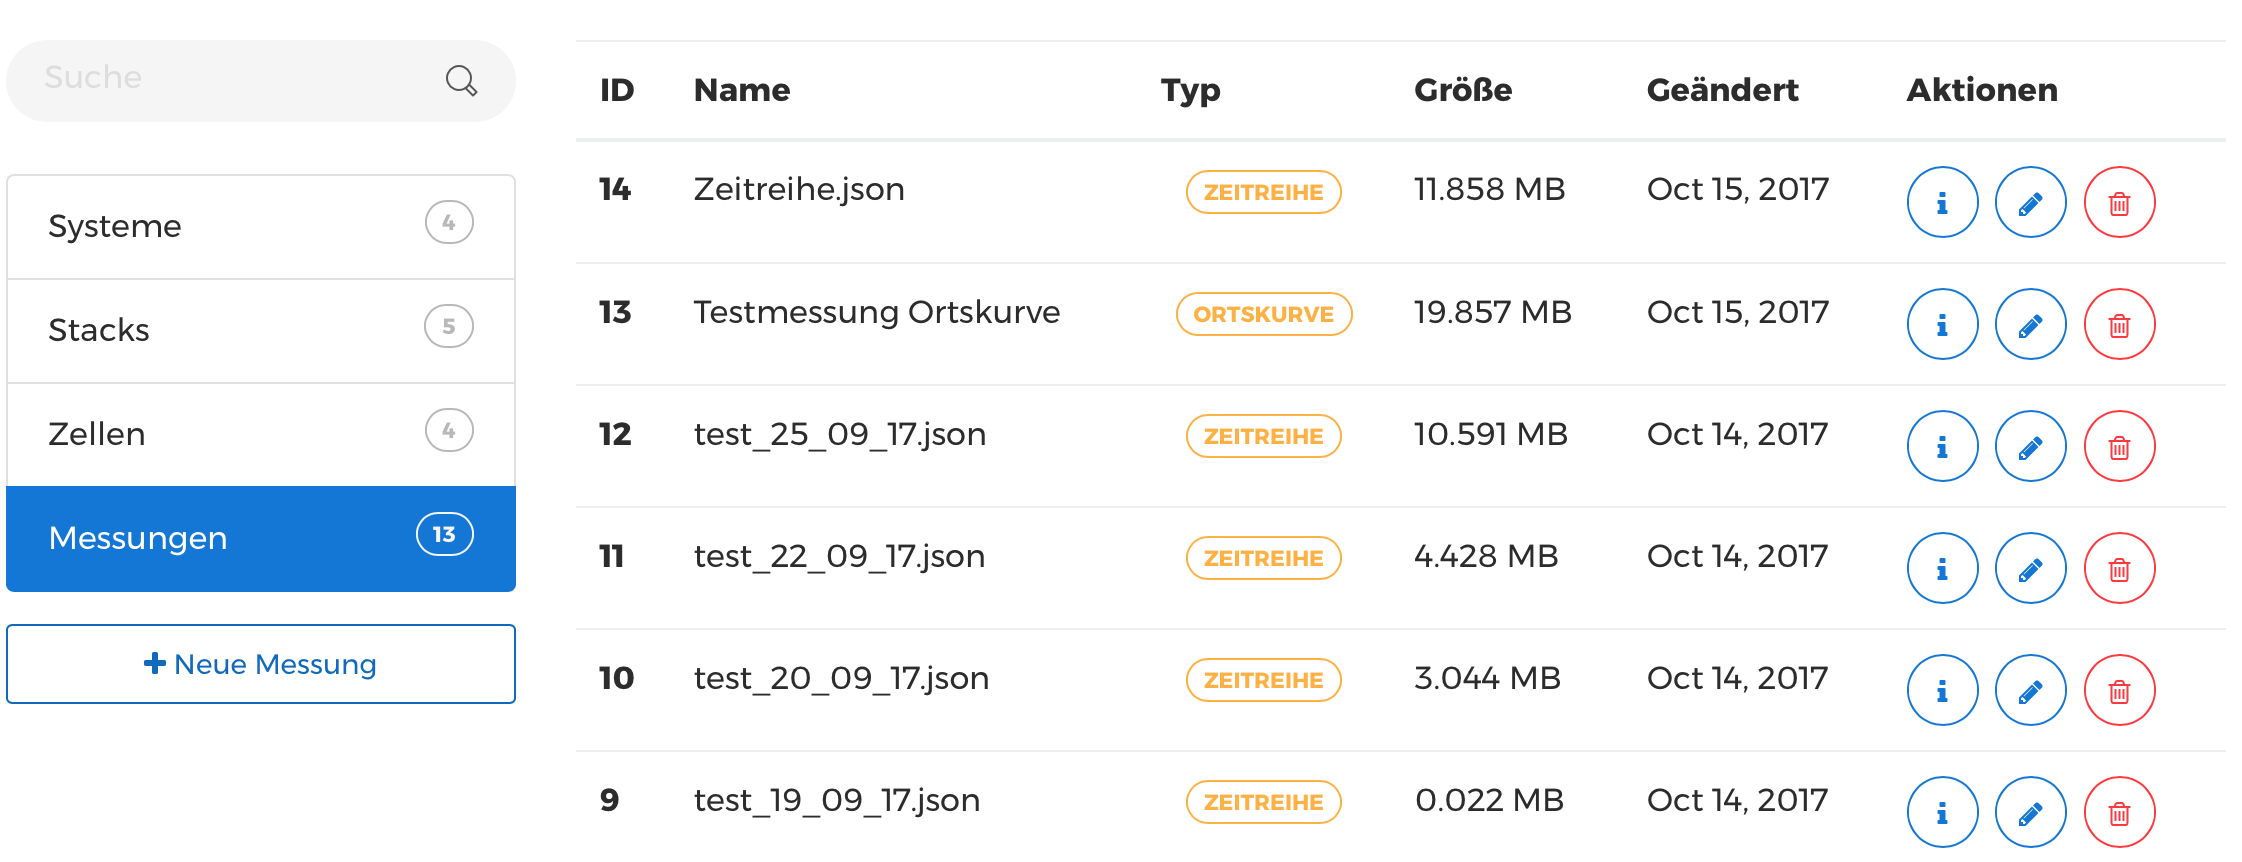 Suche
Systeme 4
Stacks 5
Zellen 4
Messungen 13
Neue Messung
ID Name Typ Größe Geändert Aktionen
14 Zeitreihe.json ZEITREIHE 11.858 MB Oct 15, 2017
13 Testmessung Ortskurve ORTSKURVE 19.857 MB Oct 15, 2017
12 test_25_09_17.json ZEITREIHE 10.591 MB Oct 14, 2017
11 test_22_09_17.json ZEITREIHE 4.428 MB Oct 14, 2017
10 test_20_09_17.json ZEITREIHE 3.044 MB Oct 14, 2017
9 test_19_09_17.json ZEITREIHE 0.022 MB Oct 14, 2017